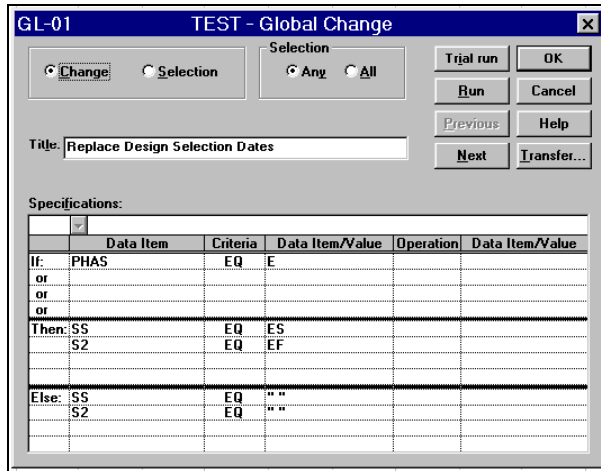 GL-01 TEST - Global Change
Change Selection
Selection
Any All
Trial run OK
Run Cancel
Previous Help
Next Transfer...
Title. Replace Design Selection Dates
Specifications:
Data Item Criteria Data Item/Value Operation Data Item/Value
If: PHAS EQ E
or
or
or
Then: SS EQ ES
S2 EQ EF
Else: SS EQ " "
S2 EQ " "